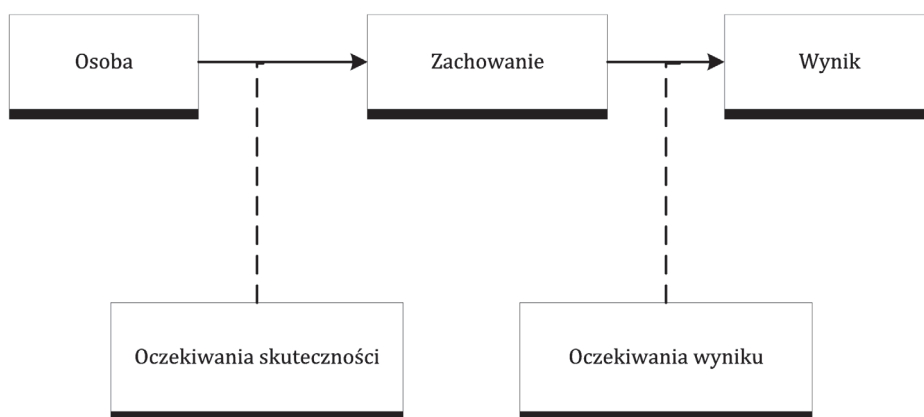 Osoba
Zachowanie
Wynik
Oczekiwania skuteczności
Oczekiwania wyniku